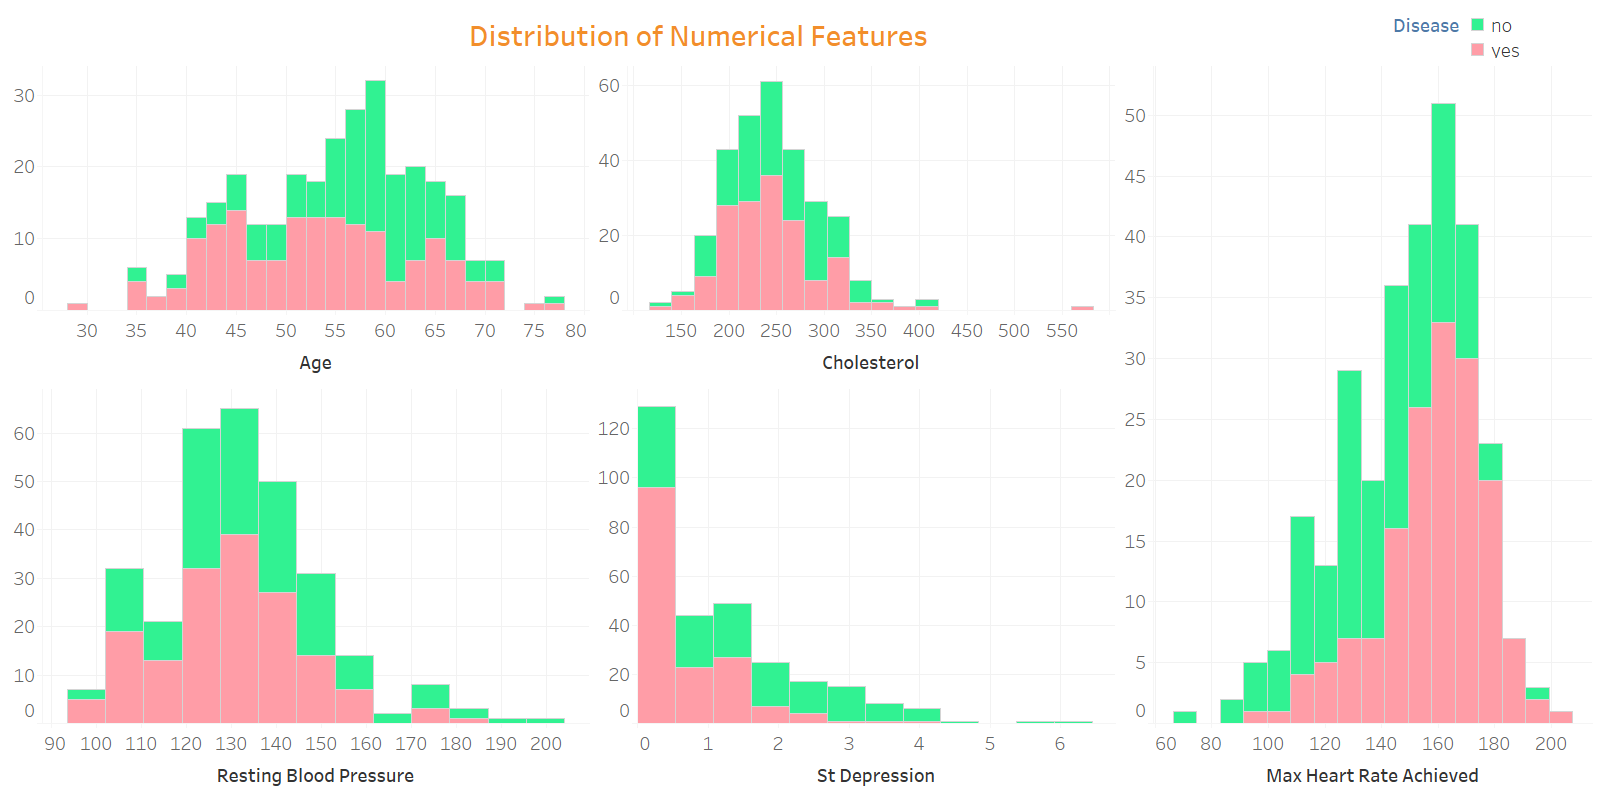 Distribution of Numerical Features
Disease no
yes
30
20
10
0
30 35 40 45 50 55 60 65 70 75 80
Age
60
40
20
0
150 200 250 300 350 400 450 500 550
Cholesterol
60
50
40
30
20
10
0
90 100 110 120 130 140 150 160 170 180 190 200
Resting Blood Pressure
120
100
80
60
40
20
0
0 1 2 3 4 5 6
St Depression
50
45
40
35
30
25
20
15
10
5
0
60 80 100 120 140 160 180 200
Max Heart Rate Achieved